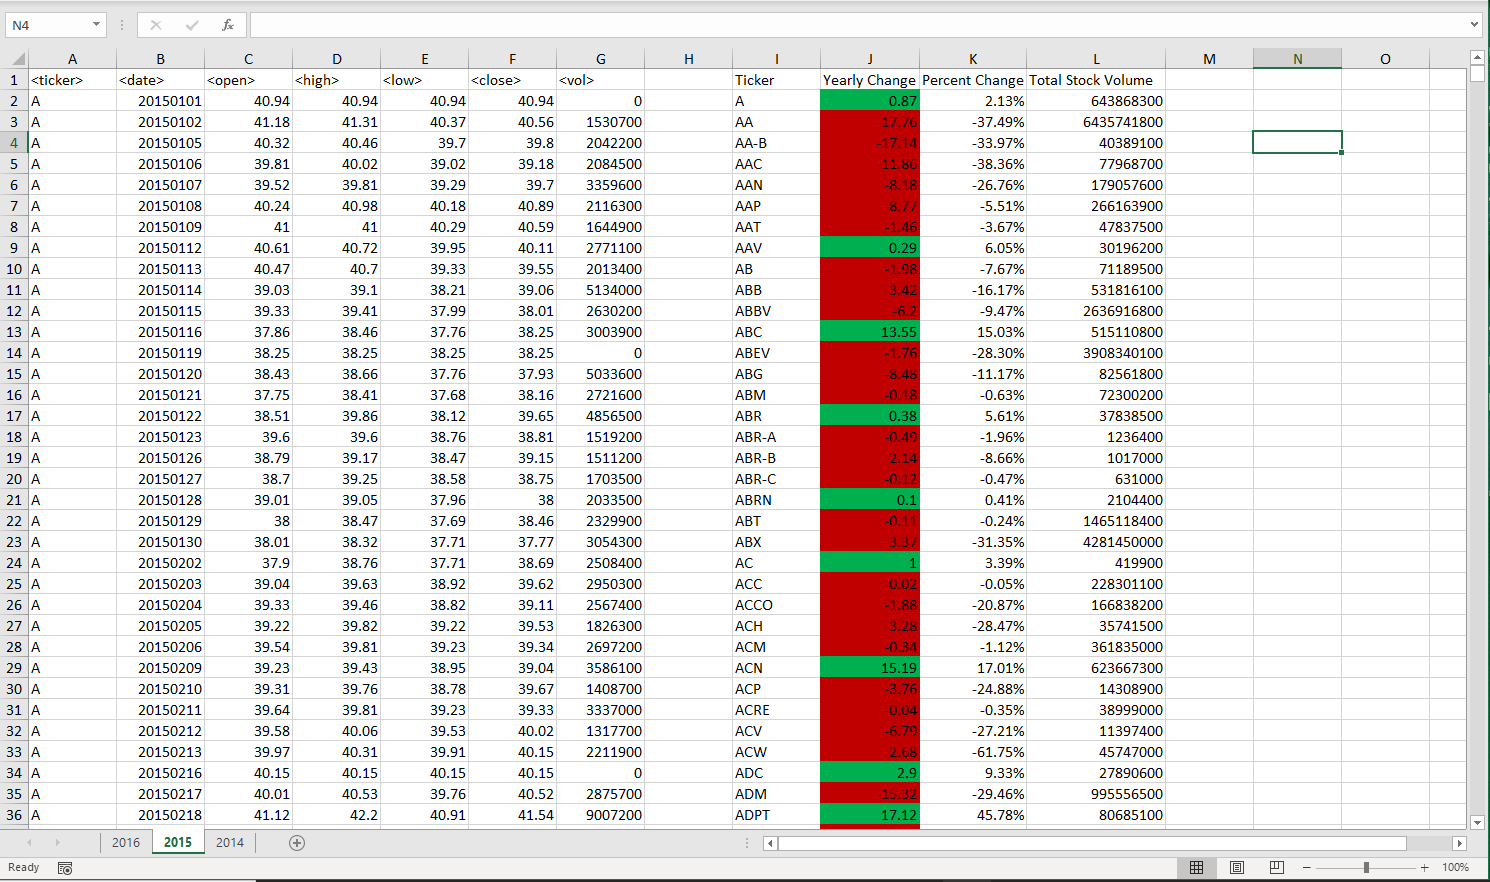 N4
fx
A B C D E F G H I J K L M N O
1 <ticker> <date> <open> <high> <low> <close> <vol> Ticker Yearly Change Percent Change Total Stock Volume
2 A 20150101 40.94 40.94 40.94 40.94 0 A 0.87 2.13% 643868300
3 A 20150102 41.18 41.31 40.37 40.56 1530700 AA -17.76 -37.49% 6435741800
4 A 20150105 40.32 40.46 39.7 39.8 2042200 AA-B -17.14 -33.97% 40389100
5 A 20150106 39.81 40.02 39.02 39.18 2084500 AAC -11.86 -38.36% 77968700
6 A 20150107 39.52 39.81 39.29 39.7 3359600 AAN -8.18 -26.76% 179057600
7 A 20150108 40.24 40.98 40.18 40.89 2116300 AAP -8.77 -5.51% 266163900
8 A 20150109 41 41 40.29 40.59 1644900 AAT -1.46 -3.67% 47837500
9 A 20150112 40.61 40.72 39.95 40.11 2771100 AAV 0.29 6.05% 30196200
10 A 20150113 40.47 40.7 39.33 39.55 2013400 AB -1.98 -7.67% 71189500
11 A 20150114 39.03 39.1 38.21 39.06 5134000 ABB -3.42 -16.17% 531816100
12 A 20150115 39.33 39.41 37.99 38.01 2630200 ABBV -6.2 -9.47% 2636916800
13 A 20150116 37.86 38.46 37.76 38.25 3003900 ABC 13.55 15.03% 515110800
14 A 20150119 38.25 38.25 38.25 38.25 0 ABEV -1.76 -28.30% 3908340100
15 A 20150120 38.43 38.66 37.76 37.93 5033600 ABG -8.48 -11.17% 82561800
16 A 20150121 37.75 38.41 37.68 38.16 2721600 ABM -0.18 -0.63% 72300200
17 A 20150122 38.51 39.86 38.12 39.65 4856500 ABR 0.38 5.61% 37838500
18 A 20150123 39.6 39.6 38.76 38.81 1519200 ABR-A -0.49 -1.96% 1236400
19 A 20150126 38.79 39.17 38.47 39.15 1511200 ABR-B -2.14 -8.66% 1017000
20 A 20150127 38.7 39.25 38.58 38.75 1703500 ABR-C -0.12 -0.47% 631000
21 A 20150128 39.01 39.05 37.96 38 2033500 ABRN 0.1 0.41% 2104400
22 A 20150129 38 38.47 37.69 38.46 2329900 ABT -0.11 -0.24% 1465118400
23 A 20150130 38.01 38.32 37.71 37.77 3054300 ABX -3.37 -31.35% 4281450000
24 A 20150202 37.9 38.76 37.71 38.69 2508400 AC 1 3.39% 419900
25 A 20150203 39.04 39.63 38.92 39.62 2950300 ACC -0.02 -0.05% 228301100
26 A 20150204 39.33 39.46 38.82 39.11 2567400 ACCO -1.88 -20.87% 166838200
27 A 20150205 39.22 39.82 39.22 39.53 1826300 ACH -3.28 -28.47% 35741500
28 A 20150206 39.54 39.81 39.23 39.34 2697200 ACM -0.34 -1.12% 361835000
29 A 20150209 39.23 39.43 38.95 39.04 3586100 ACN 15.19 17.01% 623667300
30 A 20150210 39.31 39.76 38.78 39.67 1408700 ACP -3.76 -24.88% 14308900
31 A 20150211 39.64 39.81 39.23 39.33 3337000 ACRE -0.04 -0.35% 38999000
32 A 20150212 39.58 40.06 39.53 40.02 1317700 ACV -6.79 -27.21% 11397400
33 A 20150213 39.97 40.31 39.91 40.15 2211900 ACW -2.68 -61.75% 45747000
34 A 20150216 40.15 40.15 40.15 40.15 0 ADC 2.9 9.33% 27890600
35 A 20150217 40.01 40.53 39.76 40.52 2875700 ADM -15.32 -29.46% 995556500
36 A 20150218 41.12 42.2 40.91 41.54 9007200 ADPT 17.12 45.78% 80685100
2016 2015 2014
Ready 100%